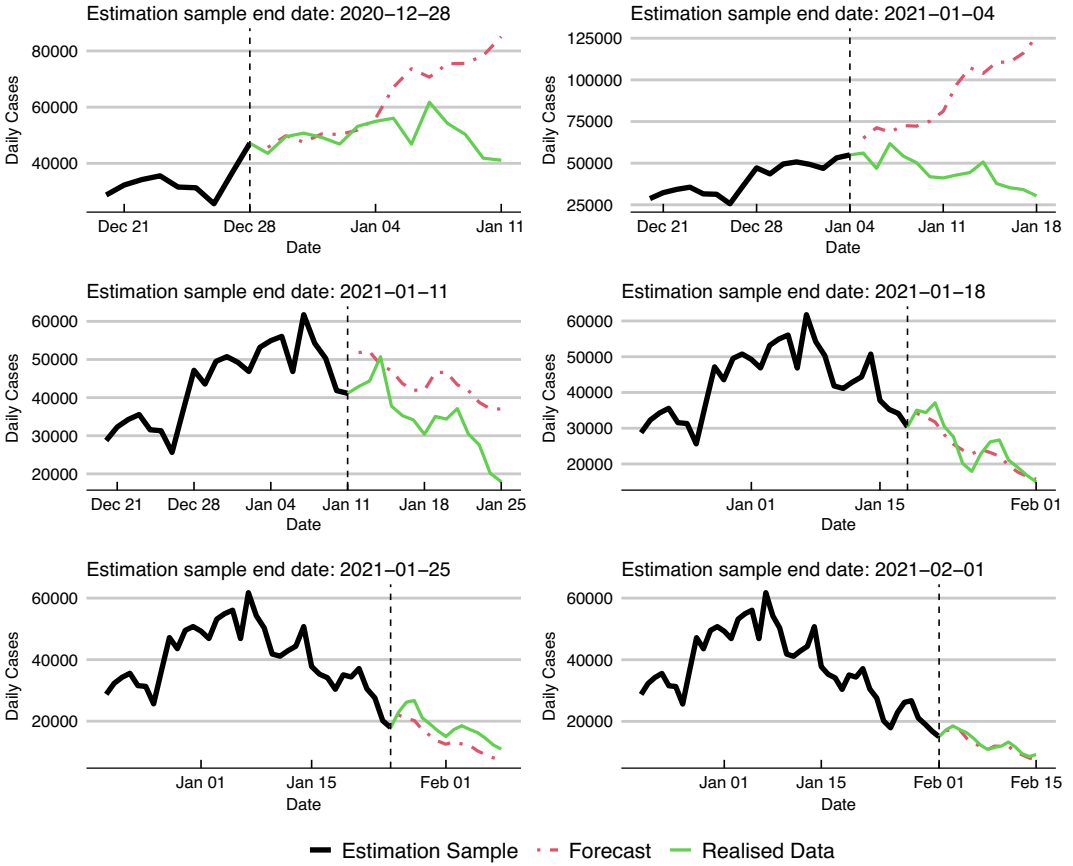 Estimation sample end date: 2020−12−28
Daily Cases
80000
60000
40000
Dec 21
Dec 28
Jan 04
Jan 11
Date
Estimation sample end date: 2021−01−04
Daily Cases
125000
100000
75000
50000
25000
Dec 21
Dec 28
Jan 04
Jan 11
Jan 18
Date
Estimation sample end date: 2021−01−11
Daily Cases
60000
50000
40000
30000
20000
Dec 21
Dec 28
Jan 04
Jan 11
Jan 18
Jan 25
Date
Estimation sample end date: 2021−01−18
Daily Cases
60000
50000
40000
30000
20000
Jan 01
Jan 15
Feb 01
Date
Estimation sample end date: 2021−01−25
Daily Cases
60000
40000
20000
Jan 01
Jan 15
Feb 01
Date
Estimation sample end date: 2021−02−01
Daily Cases
60000
40000
20000
Jan 01
Jan 15
Feb 01
Feb 15
Date
Estimation Sample
Forecast
Realised Data